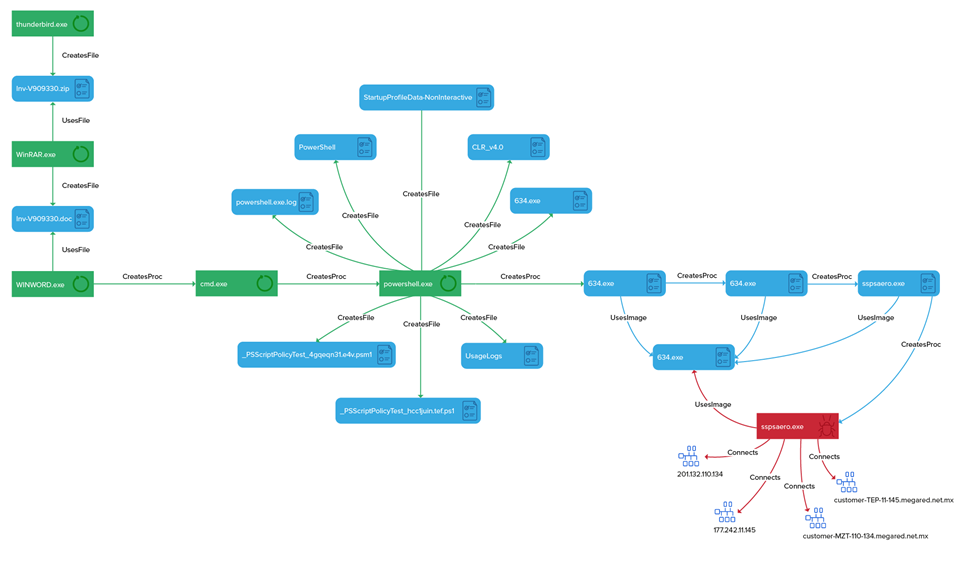 thunderbird.exe
CreatesFile
Inv-V909330.zip
UsesFile
WinRAR.exe
CreatesFile
Inv-V909330.doc
UsesFile
WINWORD.exe
CreatesProc
cmd.exe
CreatesProc
powershell.exe
StartupProfileData-NonInteractive
CreatesFile
PowerShell
CreatesFile
CLR_v4.0
CreatesFile
powershell.exe.log
CreatesFile
634.exe
CreatesFile
CreatesProc
634.exe
CreatesProc
634.exe
CreatesProc
sspsaero.exe
CreatesFile
CreatesFile
CreatesFile
_PSScriptPolicyTest_4gqeqn31.e4v.psm1
UsageLogs
_PSScriptPolicyTest_hcc1juin.tef.ps1
UsesImage
UsesImage
UsesImage
CreatesProc
634.exe
UsesImage
sspsaero.exe
Connects
Connects
Connects
Connects
201.132.110.134
customer-TEP-11-145.megared.net.mx
177.242.11.145
customer-MZT-110-134.megared.net.mx